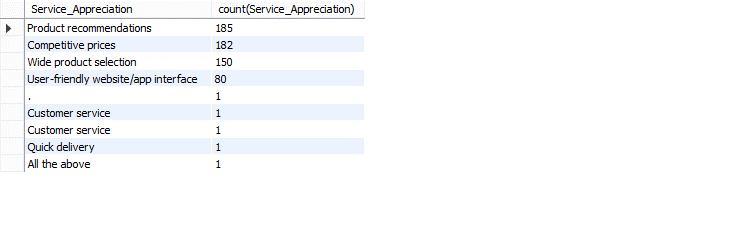 Service_Appreciation count(Service_Appreciation)
Product recommendations 185
Competitive prices 182
Wide product selection 150
User-friendly website/app interface 80
. 1
Customer service 1
Customer service 1
Quick delivery 1
All the above 1